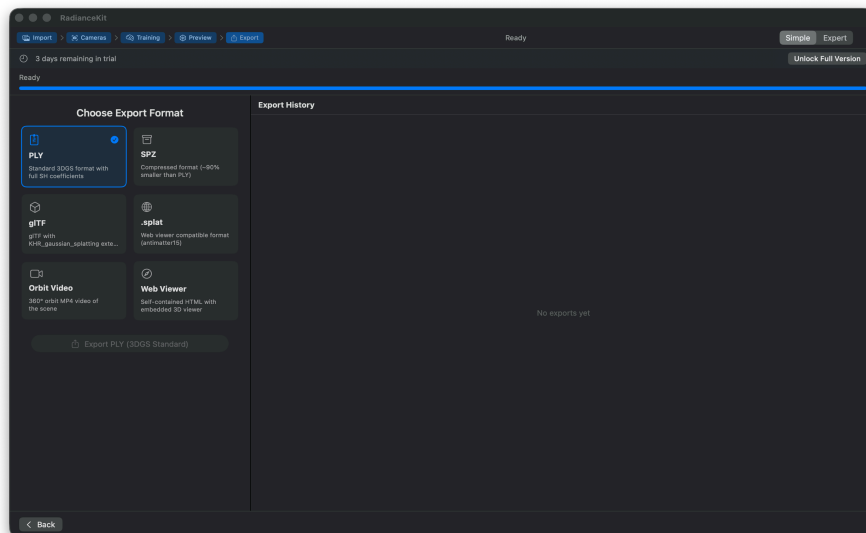 RadianceKit
Import
Cameras
Training
Preview
Export
Ready
Simple
Expert
3 days remaining in trial
Unlock Full Version
Ready
Choose Export Format
Export History
PLY
Standard 3DGS format with
full SH coefficients
SPZ
Compressed format (~90%
smaller than PLY)
glTF
glTF with
KHR_gaussian_splatting exte...
.splat
Web viewer compatible format
(antimatter15)
Orbit Video
360° orbit MP4 video of
the scene
Web Viewer
Self-contained HTML with
embedded 3D viewer
No exports yet
Export PLY (3DGS Standard)
Back